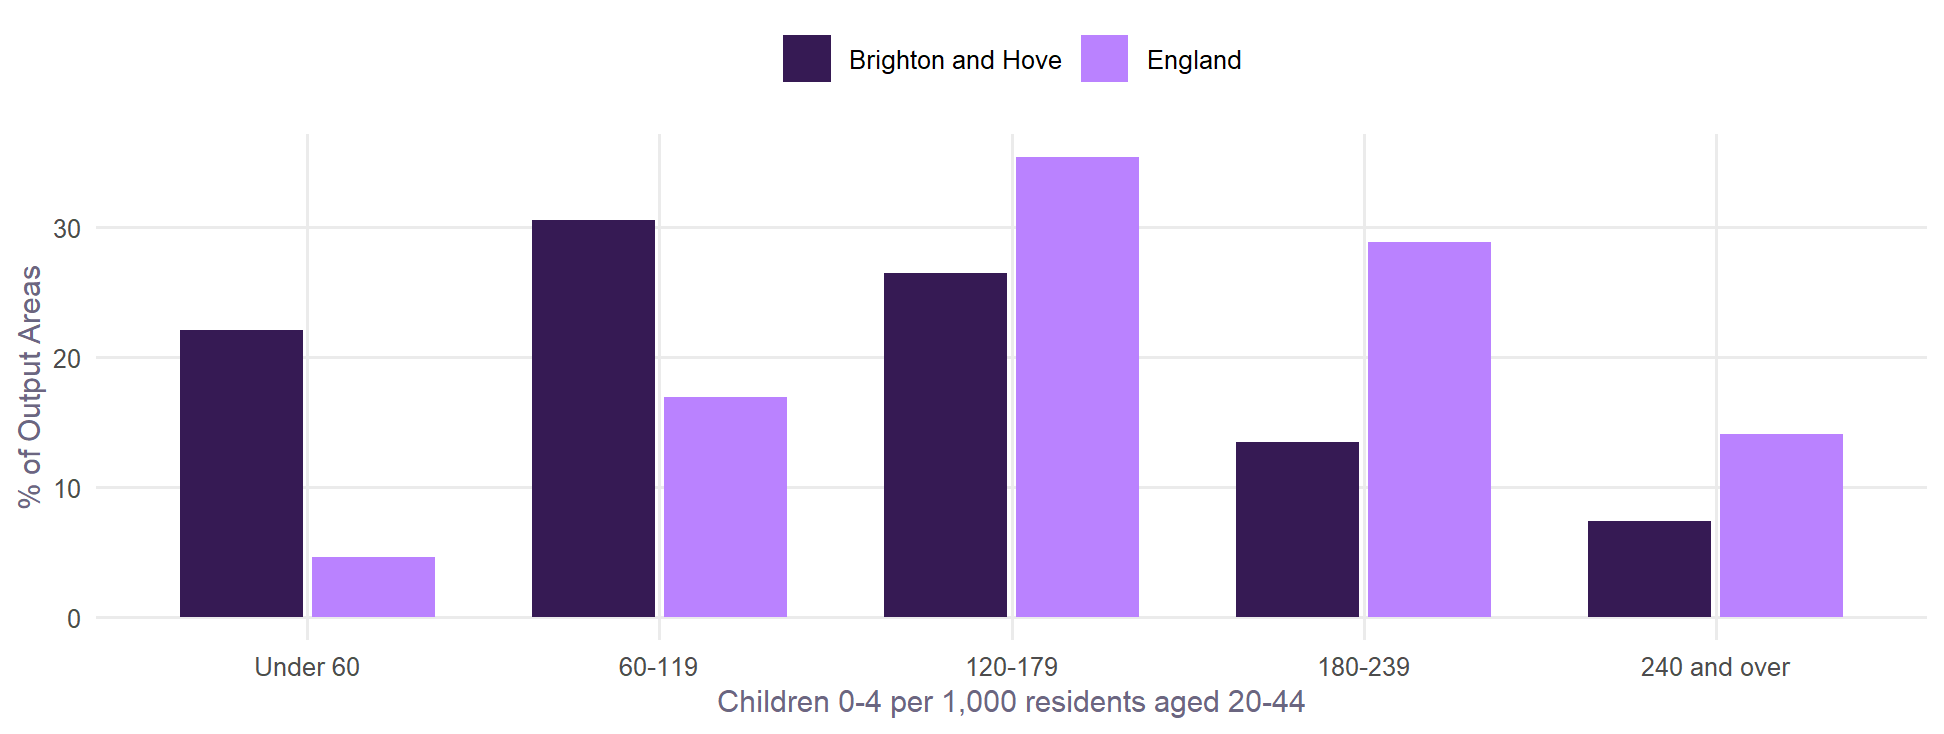 Brighton and Hove England
30
20
10
0
% of Output Areas
Under 60 60-119 120-179 180-239 240 and over
Children 0-4 per 1,000 residents aged 20-44